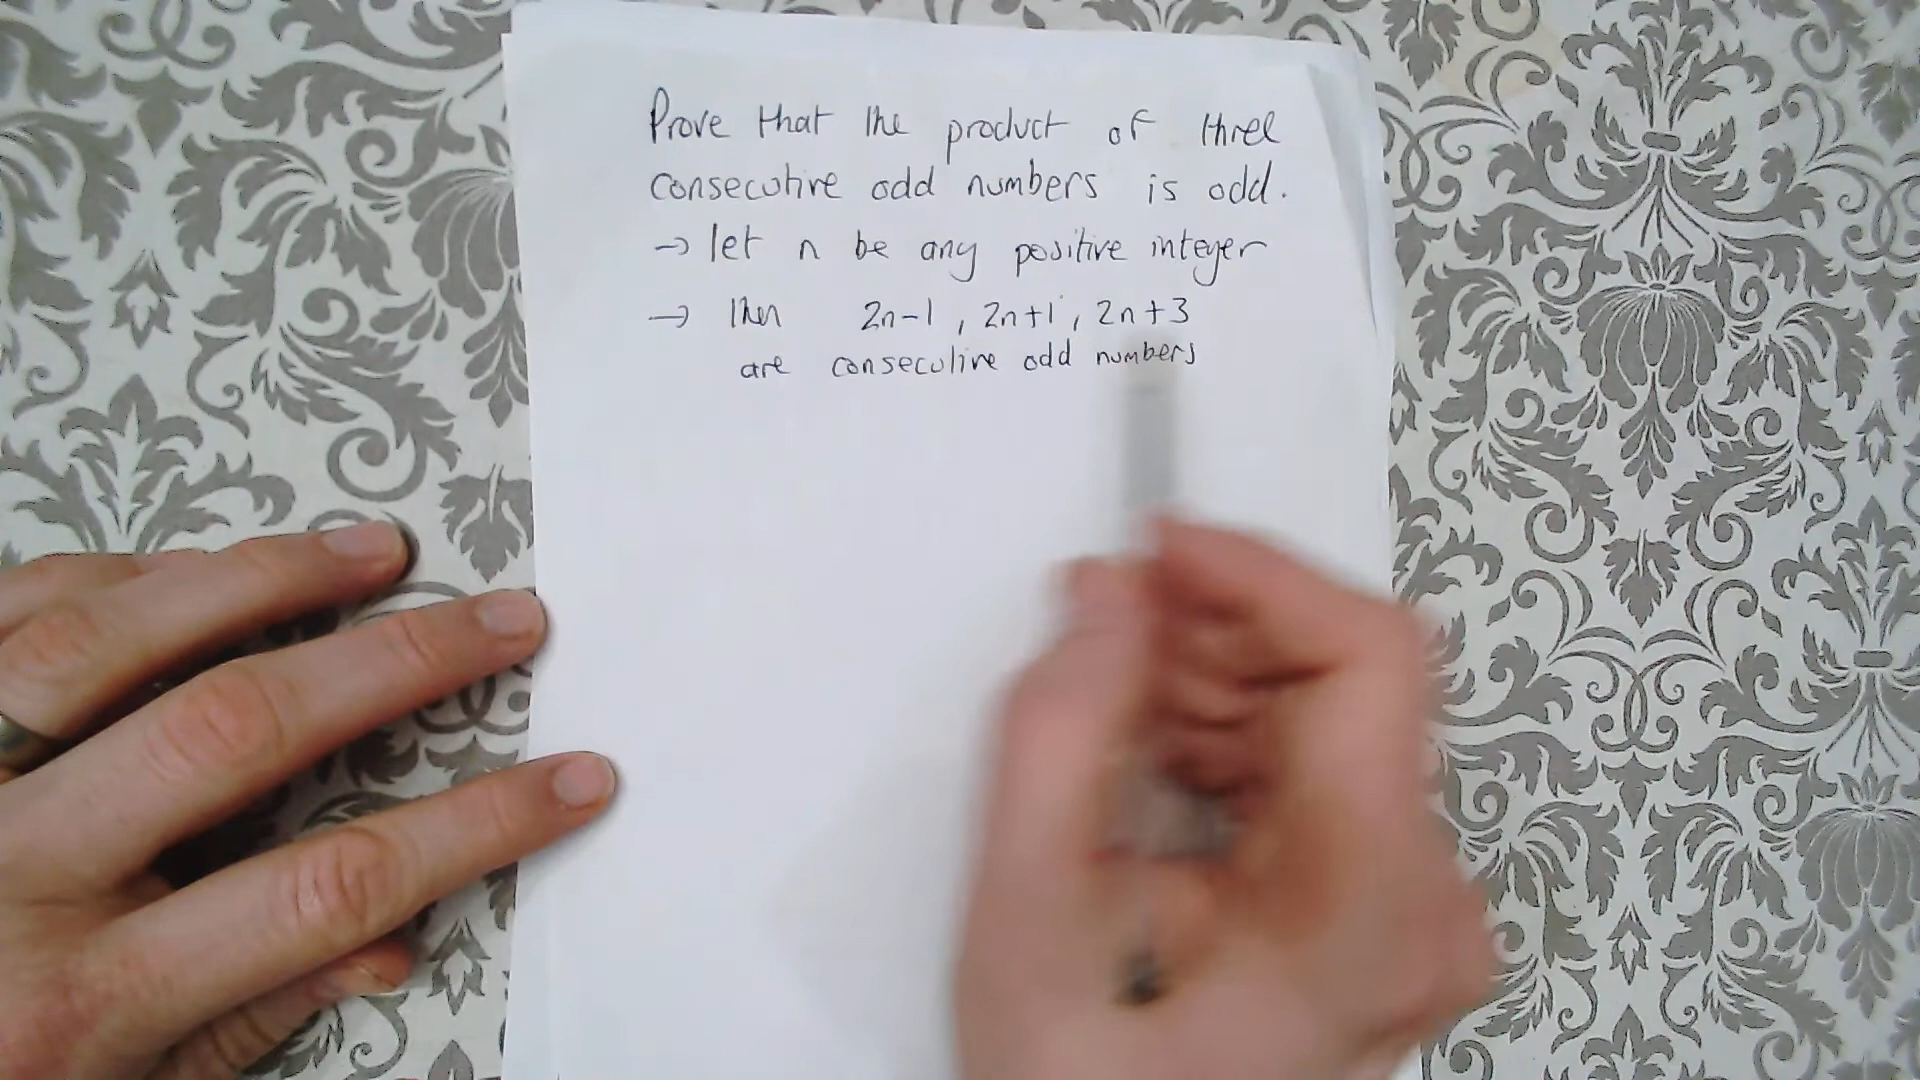 Prove that the product of three
consecutive odd numbers is odd.
→ let n be any positive integer
→ then 2n-1, 2n+1, 2n+3
are consecutive odd numbers